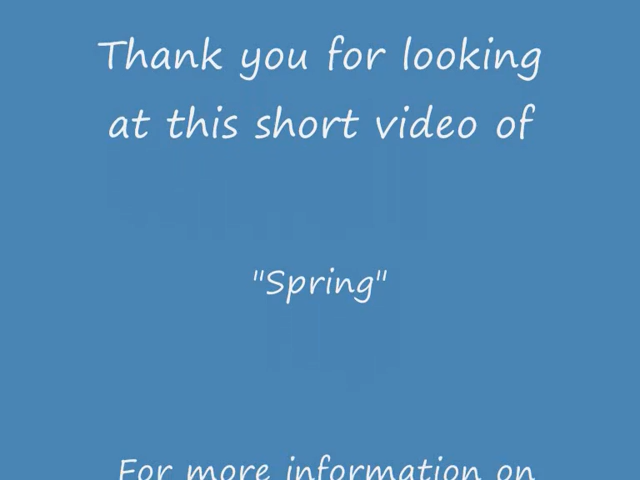 Thank you for looking
at this short video of
"Spring"
For more information on